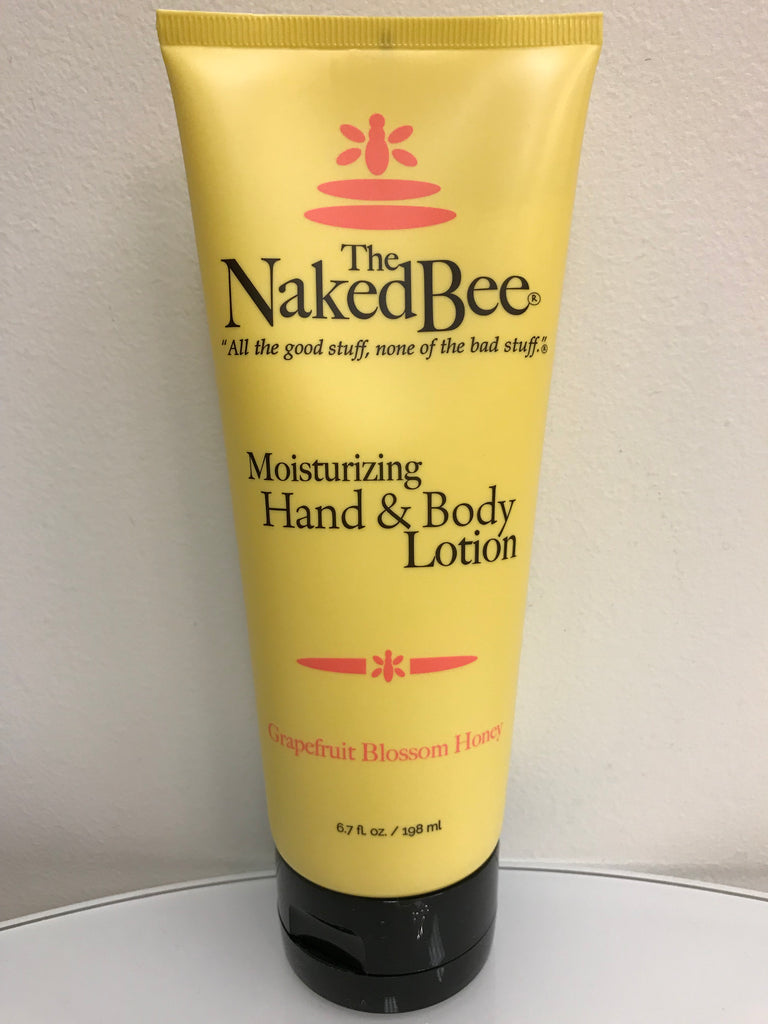 The
NakedBee®
"All the good stuff, none of the bad stuff."®
Moisturizing
Hand & Body
Lotion
Grapefruit Blossom Honey
6.7 fl. oz. / 198 ml